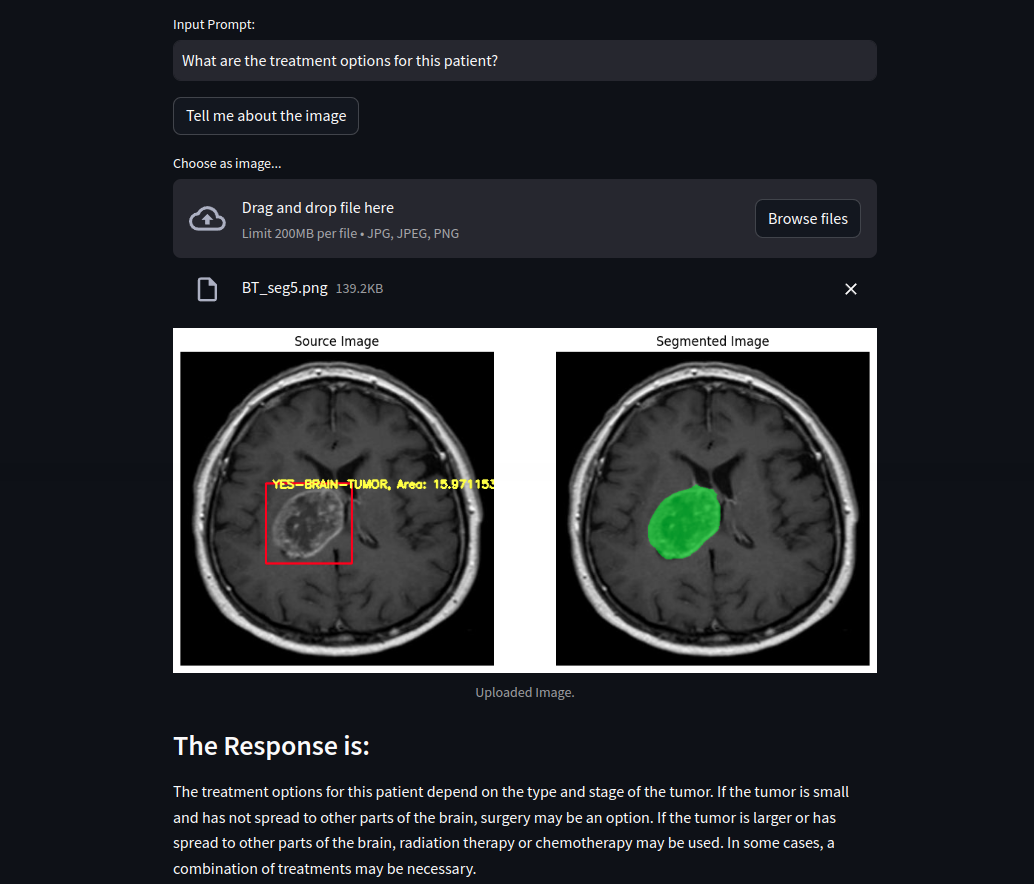 Input Prompt:
What are the treatment options for this patient?
Tell me about the image
Choose as image...
Drag and drop file here
Limit 200MB per file • JPG, JPEG, PNG
Browse files
BT_seg5.png 139.2KB
Source Image
Segmented Image
YES-BRAIN-TUMOR, Area: 15.971153
Uploaded Image.
The Response is:
The treatment options for this patient depend on the type and stage of the tumor. If the tumor is small
and has not spread to other parts of the brain, surgery may be an option. If the tumor is larger or has
spread to other parts of the brain, radiation therapy or chemotherapy may be used. In some cases, a
combination of treatments may be necessary.